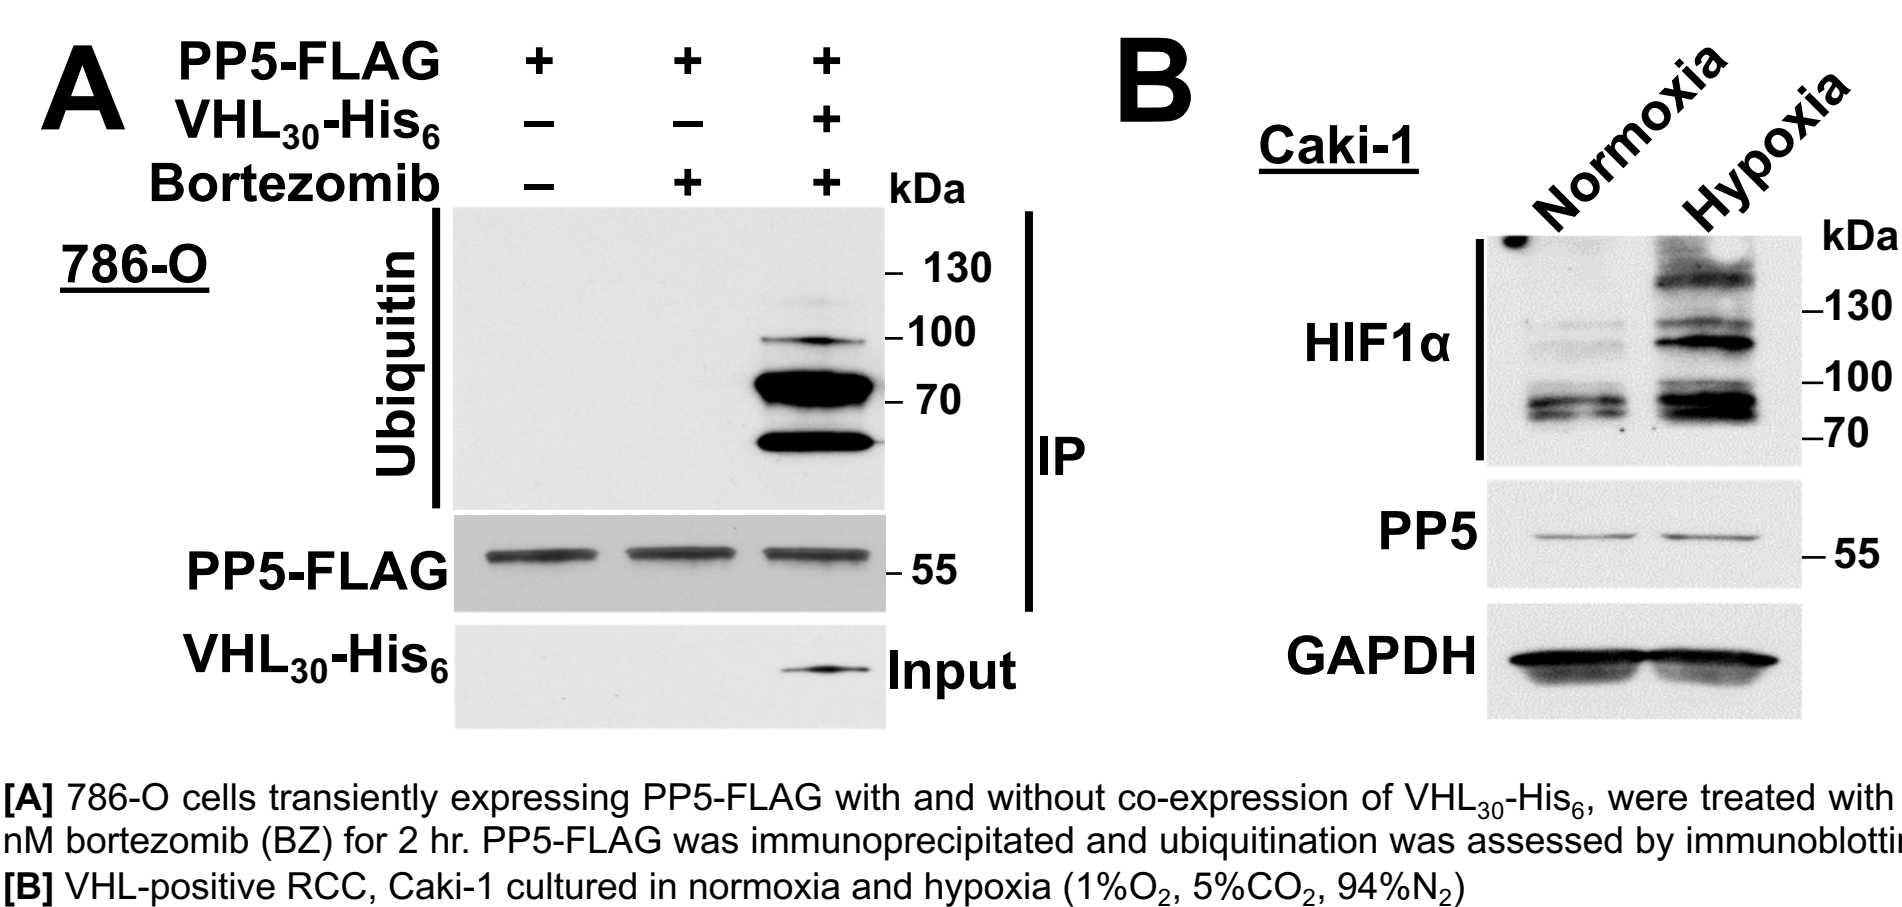 A
PP5-FLAG + + +
VHL₃₀-His₆ – – +
Bortezomib – + +
kDa
786-O
Ubiquitin
130
100
70
PP5-FLAG
55
IP
VHL₃₀-His₆
Input
B
Caki-1
Normoxia
Hypoxia
kDa
HIF1α
130
100
70
PP5
55
GAPDH
[A] 786-O cells transiently expressing PP5-FLAG with and without co-expression of VHL₃₀-His₆, were treated with
nM bortezomib (BZ) for 2 hr. PP5-FLAG was immunoprecipitated and ubiquitination was assessed by
[B] VHL-positive RCC, Caki-1 cultured in normoxia and hypoxia (1%O₂, 5%CO₂, 94%N₂)